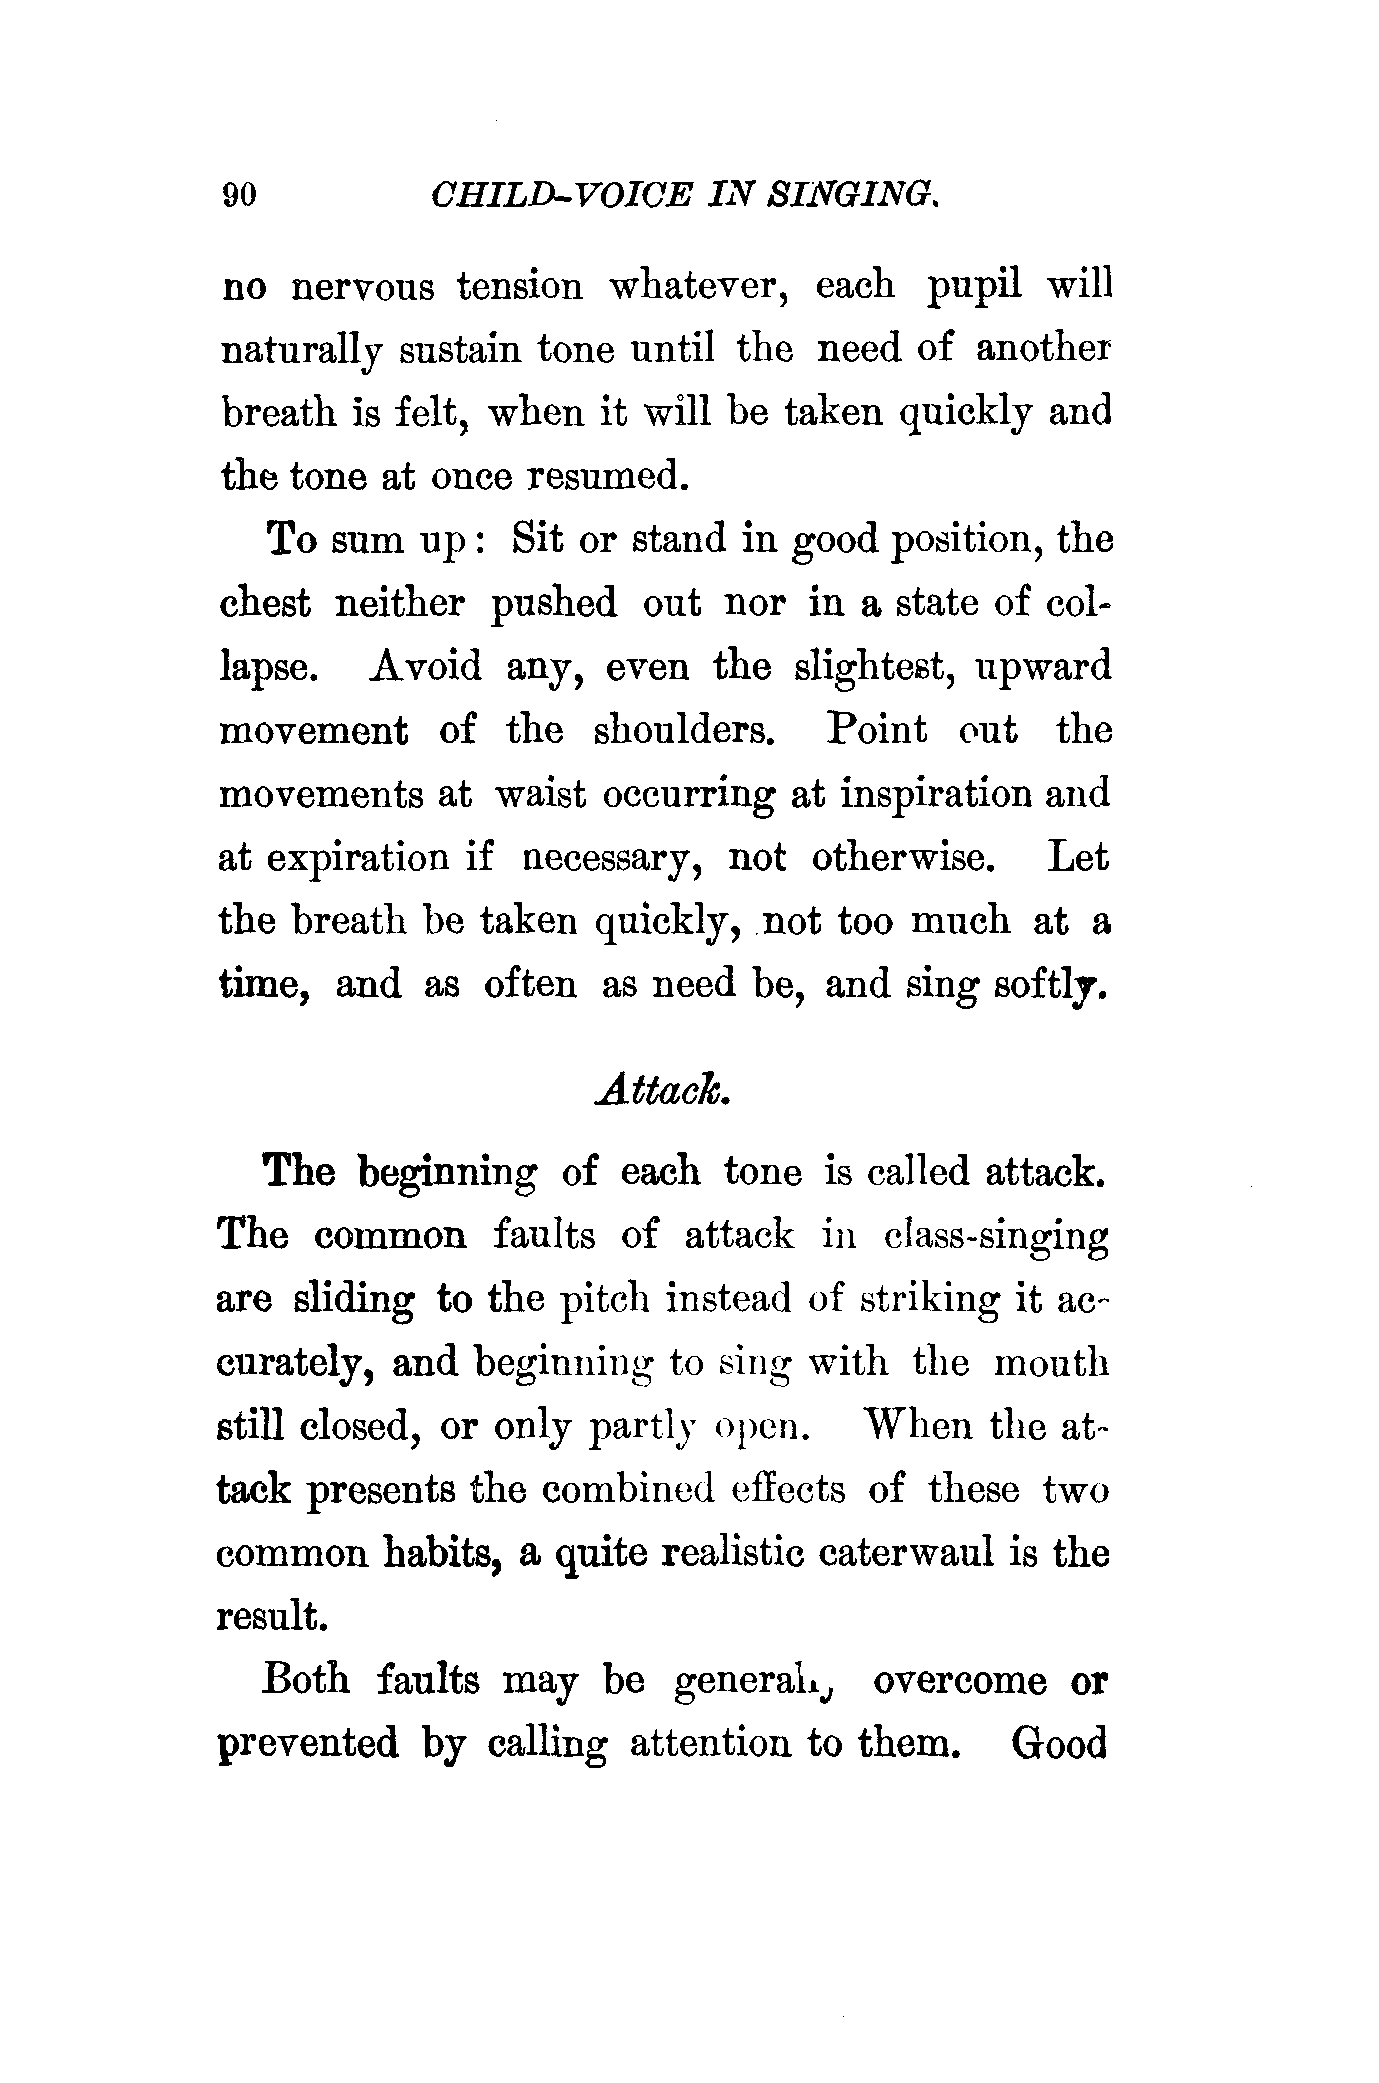 90 CHILD-VOICE IN SINGING.
no nervous tension whatever, each pupil will
naturally sustain tone until the need of another
breath is felt, when it will be taken quickly and
the tone at once resumed.
To sum up: Sit or stand in good position, the
chest neither pushed out nor in a state of col-
lapse. Avoid any, even the slightest, upward
movement of the shoulders. Point out the
movements at waist occurring at inspiration and
at expiration if necessary, not otherwise. Let
the breath be taken quickly, not too much at a
time, and as often as need be, and sing softly.
Attack.
The beginning of each tone is called attack.
The common faults of attack in class-singing
are sliding to the pitch instead of striking it ac-
curately, and beginning to sing with the mouth
still closed, or only partly open. When the at-
tack presents the combined effects of these two
common habits, a quite realistic caterwaul is the
result.
Both faults may be generally overcome or
prevented by calling attention to them. Good